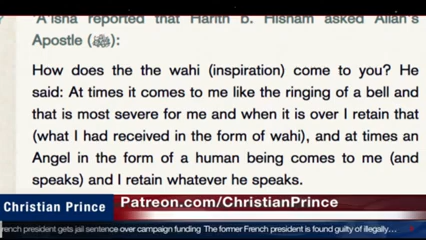 'A'isha reported that Harith b. Hisham asked Allah's
Apostle (ﷺ):
How does the the wahi (inspiration) come to you? He
said: At times it comes to me like the ringing of a bell and
that is most severe for me and when it is over I retain that
(what I had received in the form of wahi), and at times an
Angel in the form of a human being comes to me (and
speaks) and I retain whatever he speaks.
Christian Prince
Patreon.com/ChristianPrince
french president gets jail sentence over campaign funding The former French president is found guilty of illegally…